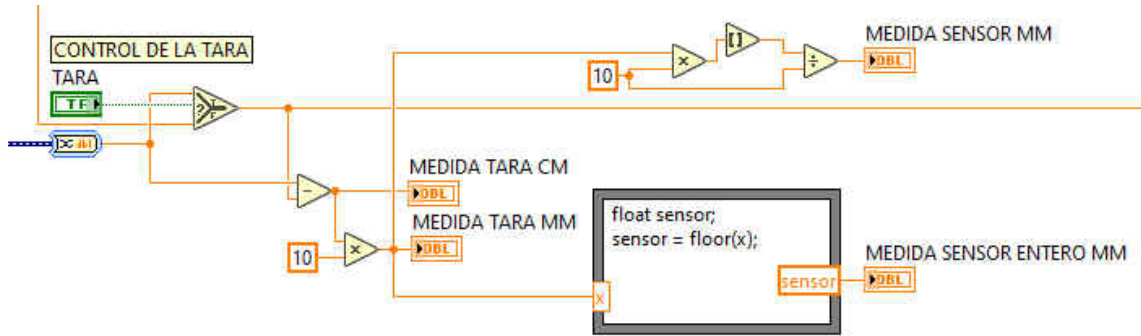 CONTROL DE LA TARA
TARA
TF
dbl
?
T
F
10
[ ]
MEDIDA SENSOR MM
DBL
MEDIDA TARA CM
DBL
MEDIDA TARA MM
DBL
10
float sensor;
sensor = floor(x);
x
sensor
MEDIDA SENSOR ENTERO MM
DBL